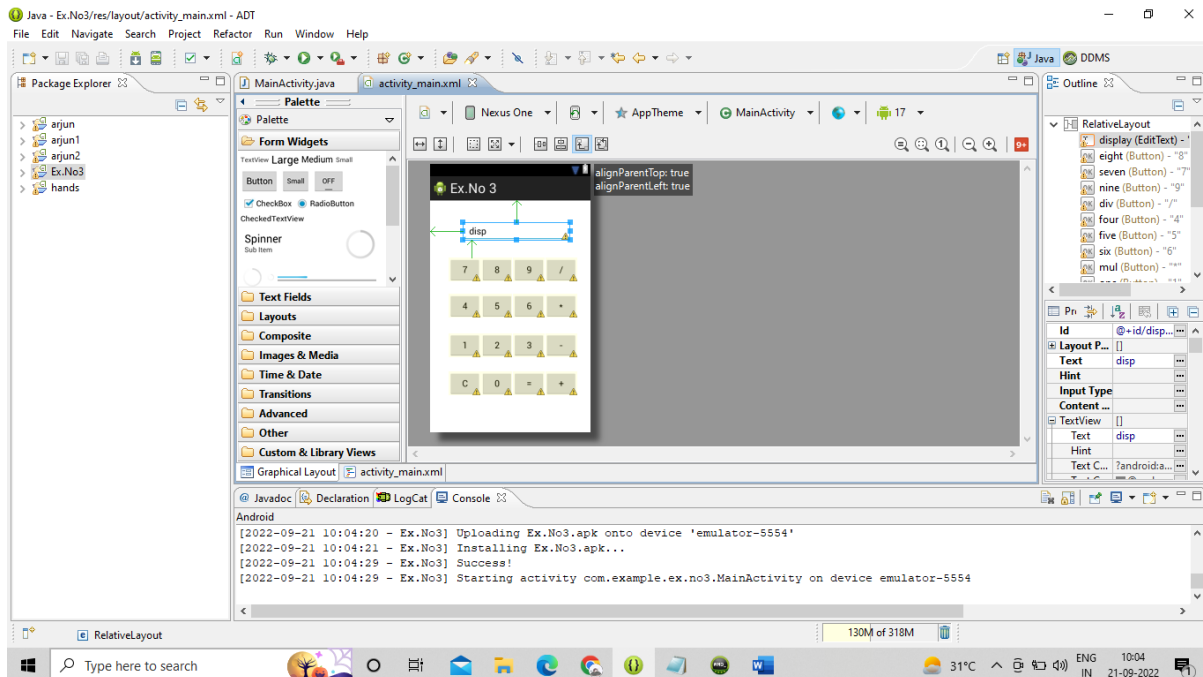 Java - Ex.No3/res/layout/activity_main.xml - ADT
File Edit Navigate Search Project Refactor Run Window Help
Java DDMS
Package Explorer
arjun
arjun1
arjun2
Ex.No3
hands
MainActivity.java activity_main.xml
Palette
Palette
Form Widgets
TextView Large Medium Small
Button Small OFF
CheckBox RadioButton
CheckedTextView
Spinner
Sub Item
Text Fields
Layouts
Composite
Images & Media
Time & Date
Transitions
Advanced
Other
Custom & Library Views
Nexus One AppTheme MainActivity 17
9+
alignParentTop: true
alignParentLeft: true
Ex.No 3
disp
7 8 9 /
4 5 6 *
1 2 3 -
C 0 = +
Graphical Layout activity_main.xml
Outline
RelativeLayout
display (EditText) - "
eight (Button) - "8"
seven (Button) - "7"
nine (Button) - "9"
div (Button) - "/"
four (Button) - "4"
five (Button) - "5"
six (Button) - "6"
mul (Button) - "*"
Pr
Id @+id/disp...
Layout P... []
Text disp
Hint
Input Type
Content ...
TextView []
Text disp
Hint
Text C... ?android:a...
Javadoc Declaration LogCat Console
Android
[2022-09-21 10:04:20 - Ex.No3] Uploading Ex.No3.apk onto device 'emulator-5554'
[2022-09-21 10:04:21 - Ex.No3] Installing Ex.No3.apk...
[2022-09-21 10:04:29 - Ex.No3] Success!
[2022-09-21 10:04:29 - Ex.No3] Starting activity com.example.ex.no3.MainActivity on device emulator-5554
RelativeLayout
130M of 318M
Type here to search
31°C
ENG
IN
10:04
21-09-2022